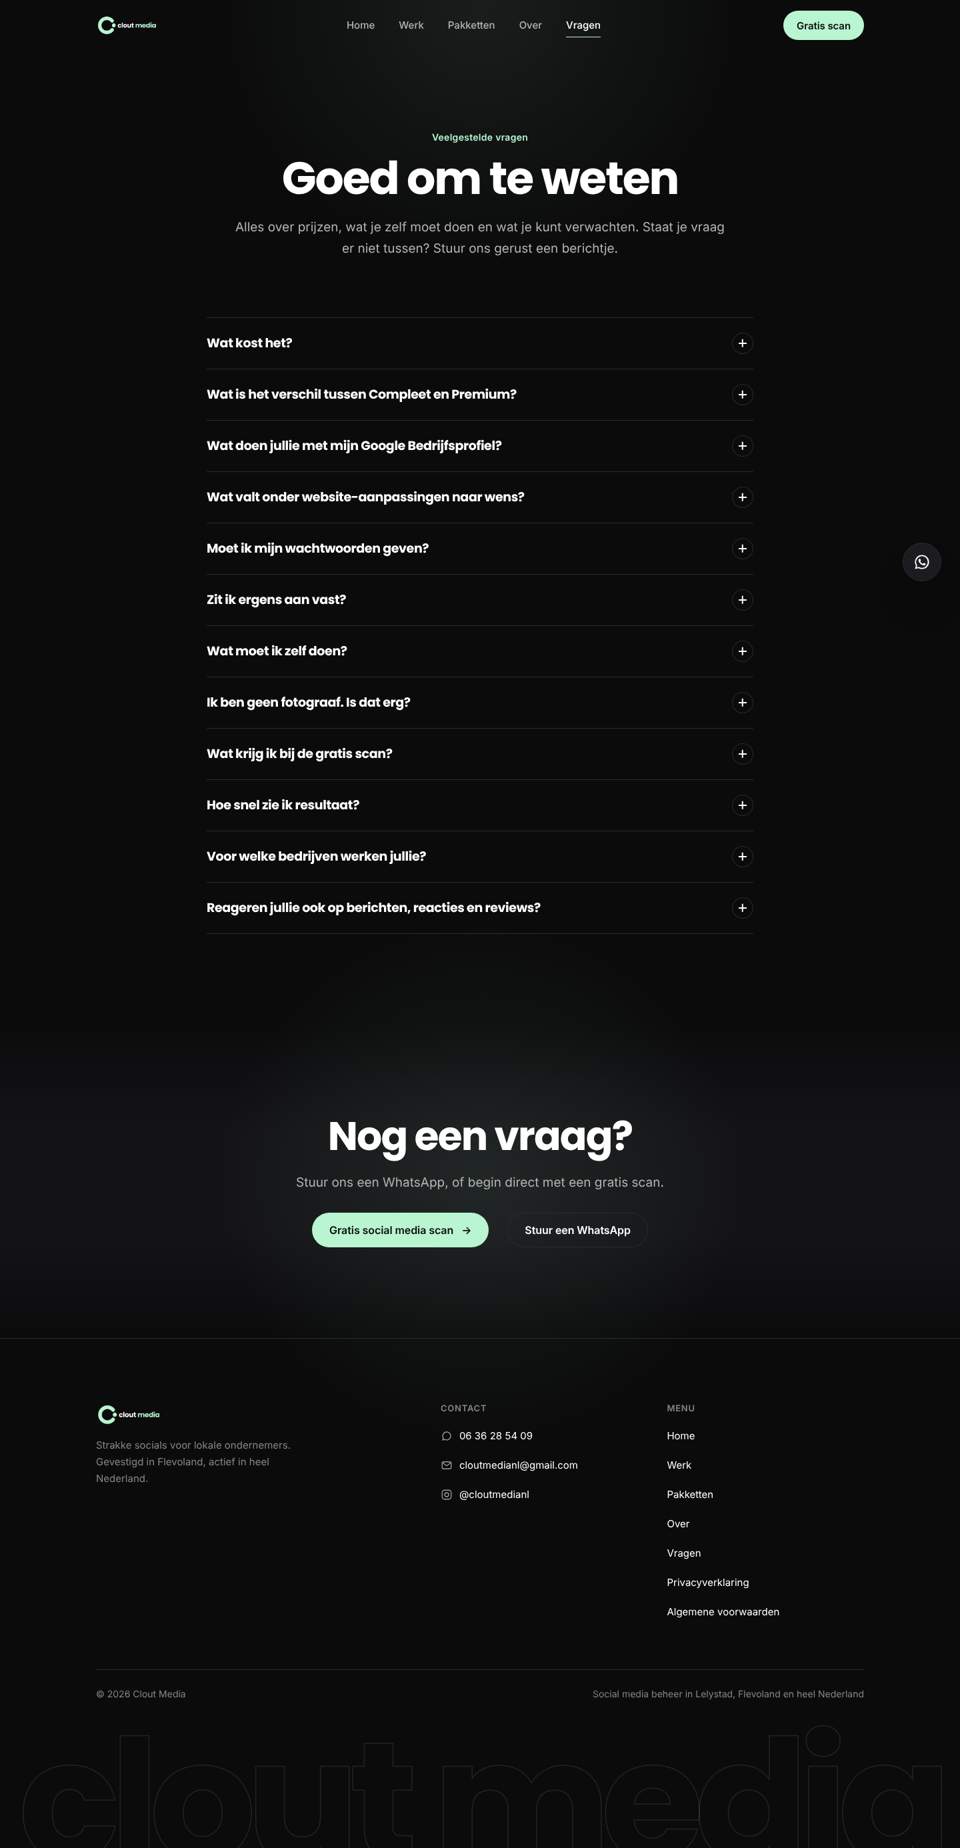 clout media
Home Werk Pakketten Over Vragen
Gratis scan
Veelgestelde vragen
Goed om te weten
Alles over prijzen, wat je zelf moet doen en wat je kunt verwachten. Staat je vraag
er niet tussen? Stuur ons gerust een berichtje.
Wat kost het?
Wat is het verschil tussen Compleet en Premium?
Wat doen jullie met mijn Google Bedrijfsprofiel?
Wat valt onder website-aanpassingen naar wens?
Moet ik mijn wachtwoorden geven?
Zit ik ergens aan vast?
Wat moet ik zelf doen?
Ik ben geen fotograaf. Is dat erg?
Wat krijg ik bij de gratis scan?
Hoe snel zie ik resultaat?
Voor welke bedrijven werken jullie?
Reageren jullie ook op berichten, reacties en reviews?
Nog een vraag?
Stuur ons een WhatsApp, of begin direct met een gratis scan.
Gratis social media scan →
Stuur een WhatsApp
clout media
Strakke socials voor lokale ondernemers.
Gevestigd in Flevoland, actief in heel
Nederland.
CONTACT
06 36 28 54 09
cloutmedianl@gmail.com
@cloutmedianl
MENU
Home
Werk
Pakketten
Over
Vragen
Privacyverklaring
Algemene voorwaarden
© 2026 Clout Media
Social media beheer in Lelystad, Flevoland en heel Nederland
clout media